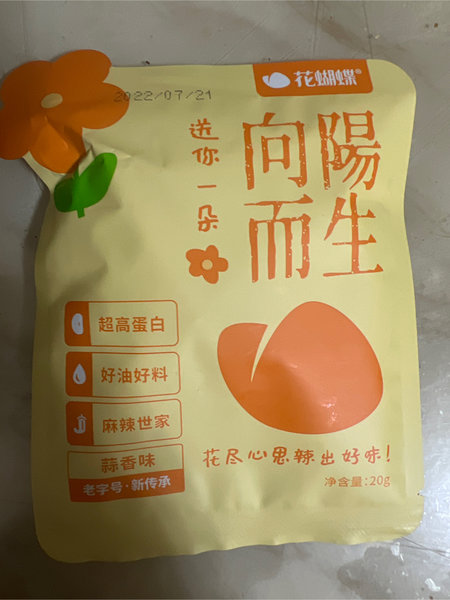 花蝴蝶®
2022/07/21
送你一朵
向陽
而生
超高蛋白
好油好料
麻辣世家
蒜香味
老字号·新传承
花尽心思辣出好味！
净含量:20g